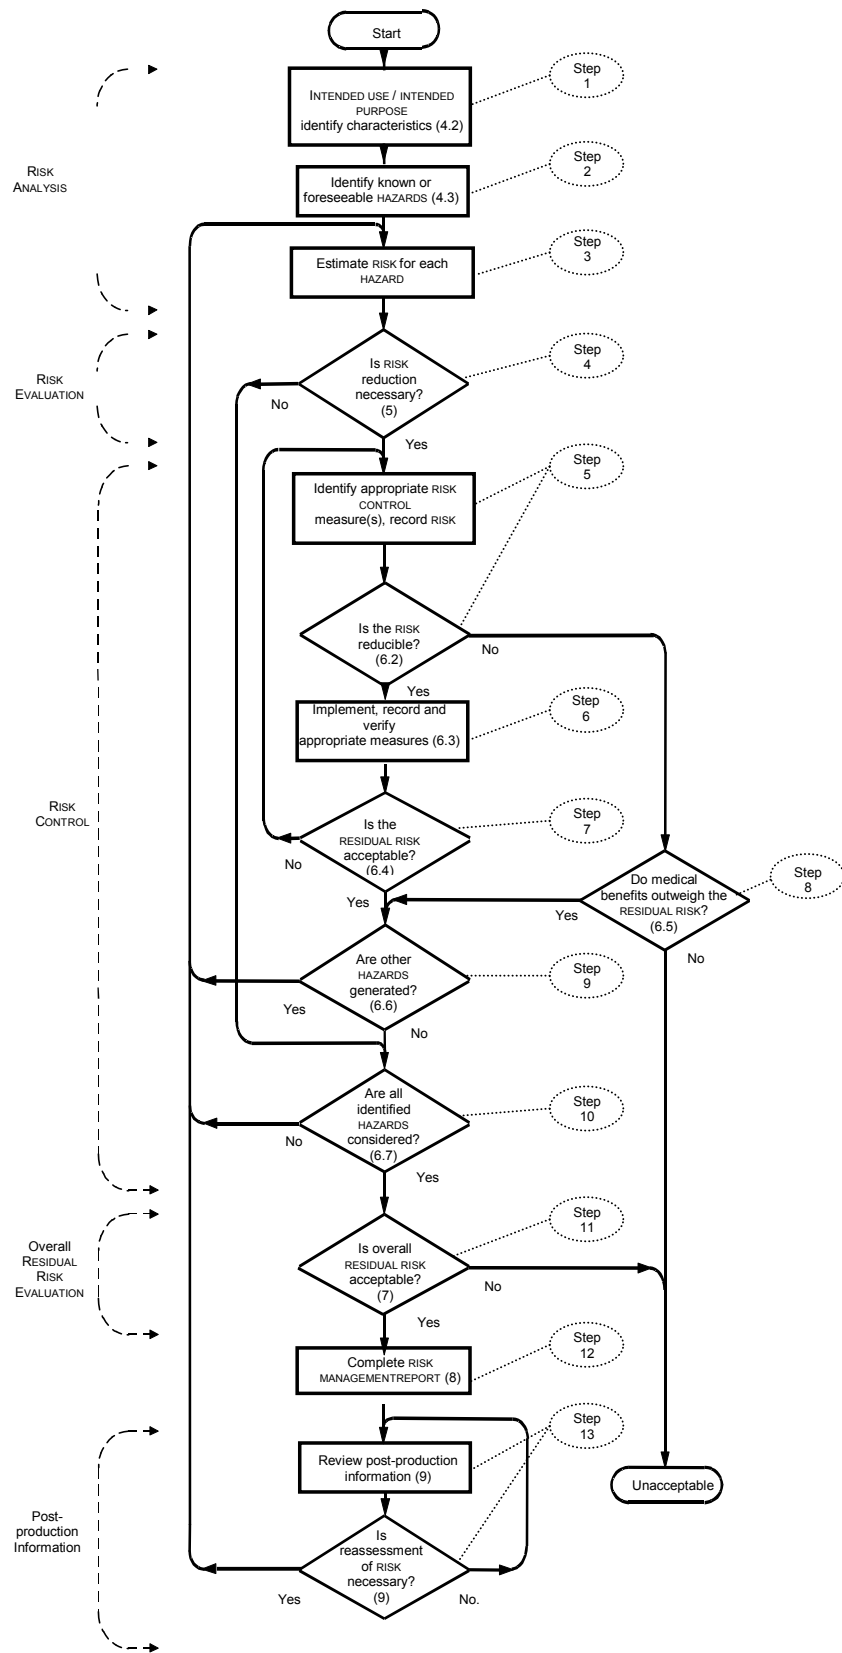 Start
Step
1
INTENDED USE / INTENDED
PURPOSE
identify characteristics (4.2)
Step
2
RISK
ANALYSIS
Identify known or
foreseeable HAZARDS (4.3)
Step
3
Estimate RISK for each
HAZARD
Step
4
Is RISK
reduction
necessary?
(5)
RISK
EVALUATION
No
Yes
Step
5
Identify appropriate RISK
CONTROL
measure(s), record RISK
Is the RISK
reducible?
(6.2)
No
Yes
Step
6
Implement, record and
verify
appropriate measures (6.3)
RISK
CONTROL
Step
7
Is the
RESIDUAL RISK
acceptable?
(6.4)
No
Yes
Step
8
Do medical
benefits outweigh the
RESIDUAL RISK?
(6.5)
Yes
No
Step
9
Are other
HAZARDS
generated?
(6.6)
Yes
No
Step
10
Are all
identified
HAZARDS
considered?
(6.7)
No
Yes
Step
11
Overall
RESIDUAL
RISK
EVALUATION
Is overall
RESIDUAL RISK
acceptable?
(7)
No
Yes
Step
12
Complete RISK
MANAGEMENTREPORT (8)
Step
13
Review post-production
information (9)
Unacceptable
Post-
production
Information
Is
reassessment
of RISK
necessary?
(9)
Yes
No.